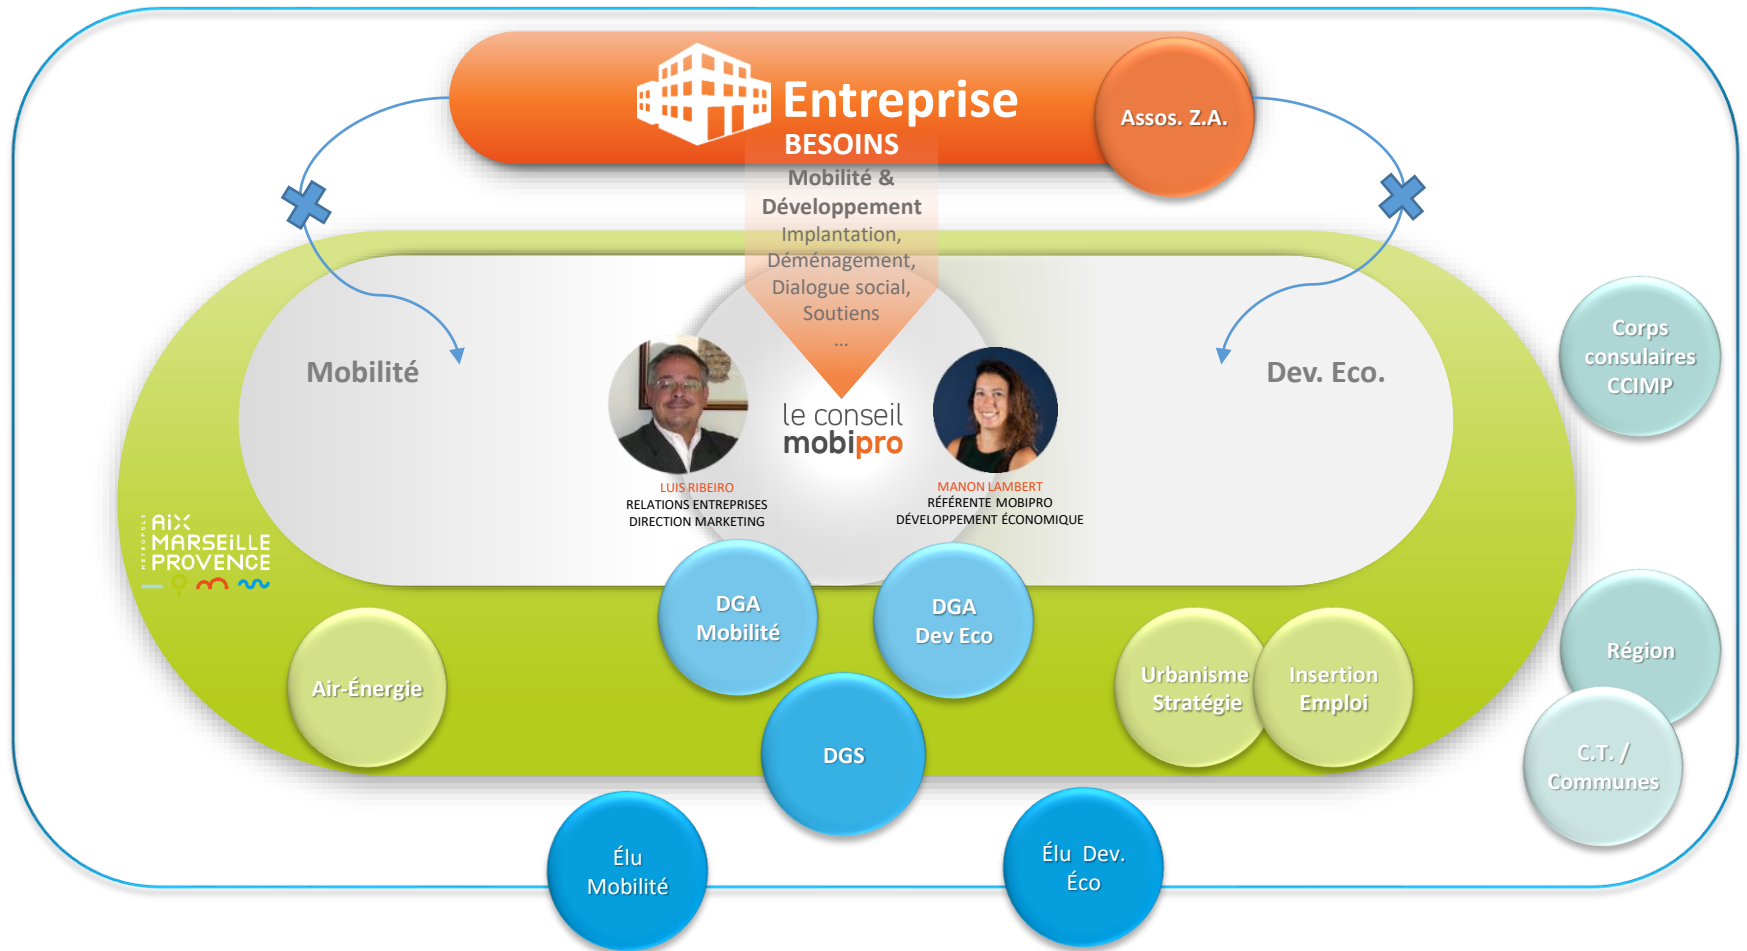 Entreprise
BESOINS
Assos. Z.A.
Mobilité &
Développement
Implantation,
Déménagement,
Dialogue social,
Soutiens
...
Mobilité
Dev. Eco.
le conseil
mobipro
LUIS RIBEIRO
RELATIONS ENTREPRISES
DIRECTION MARKETING
MANON LAMBERT
RÉFÉRENTE MOBIPRO
DÉVELOPPEMENT ÉCONOMIQUE
Corps
consulaires
CCIMP
MÉTROPOLE
AIX
MARSEILLE
PROVENCE
DGA
Mobilité
DGA
Dev Eco
Air-Énergie
Urbanisme
Stratégie
Insertion
Emploi
Région
DGS
C.T. /
Communes
Élu
Mobilité
Élu Dev.
Éco